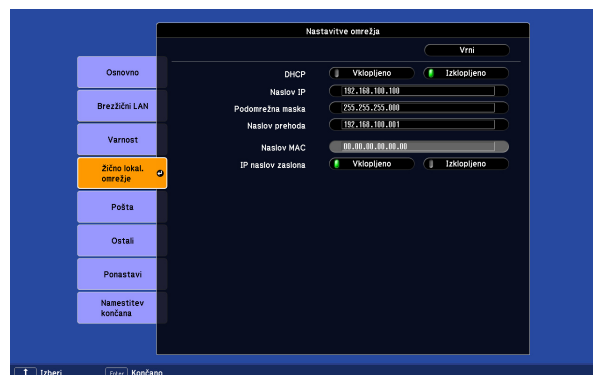 Nastavitve omrežja
Vrni
Osnovno
Brezžični LAN
Varnost
Žično lokal.
omrežje
Pošta
Ostali
Ponastavi
Namestitev
končana
DHCP Vklopljeno Izklopljeno
Naslov IP 192.168.100.100
Podomrežna maska 255.255.255.000
Naslov prehoda 192.168.100.001
Naslov MAC 00.00.00.00.00.00
IP naslov zaslona Vklopljeno Izklopljeno
Izberi Enter Končano